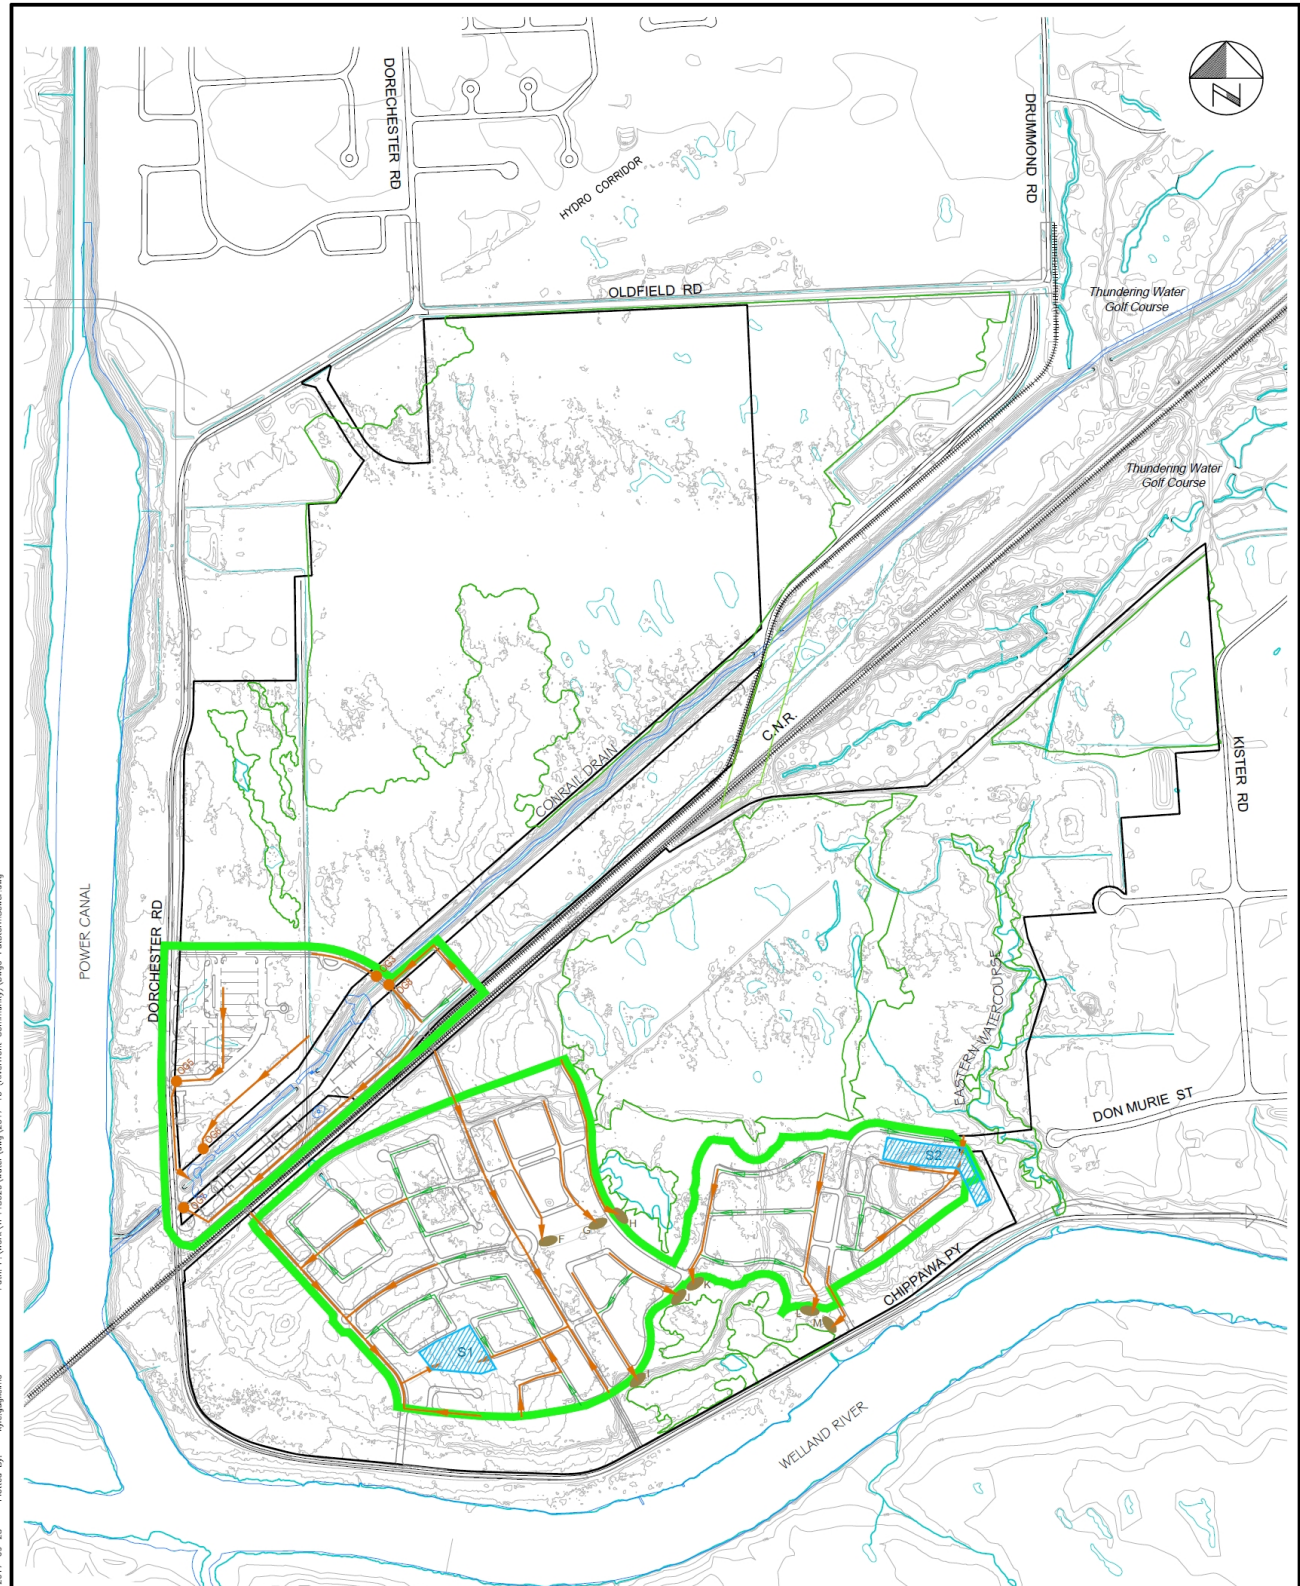 DORECHESTER RD
DRUMMOND RD
N
HYDRO CORRIDOR
OLDFIELD RD
Thundering Water
Golf Course
Thundering Water
Golf Course
C.N.R.
CONRAIL DRAIN
KISTER RD
POWER CANAL
DORCHESTER RD
EASTERN WATERCOURSE
DON MURIE ST
S2
H
G
F
K
CHIPPAWA PY
M
S1
WELLAND RIVER